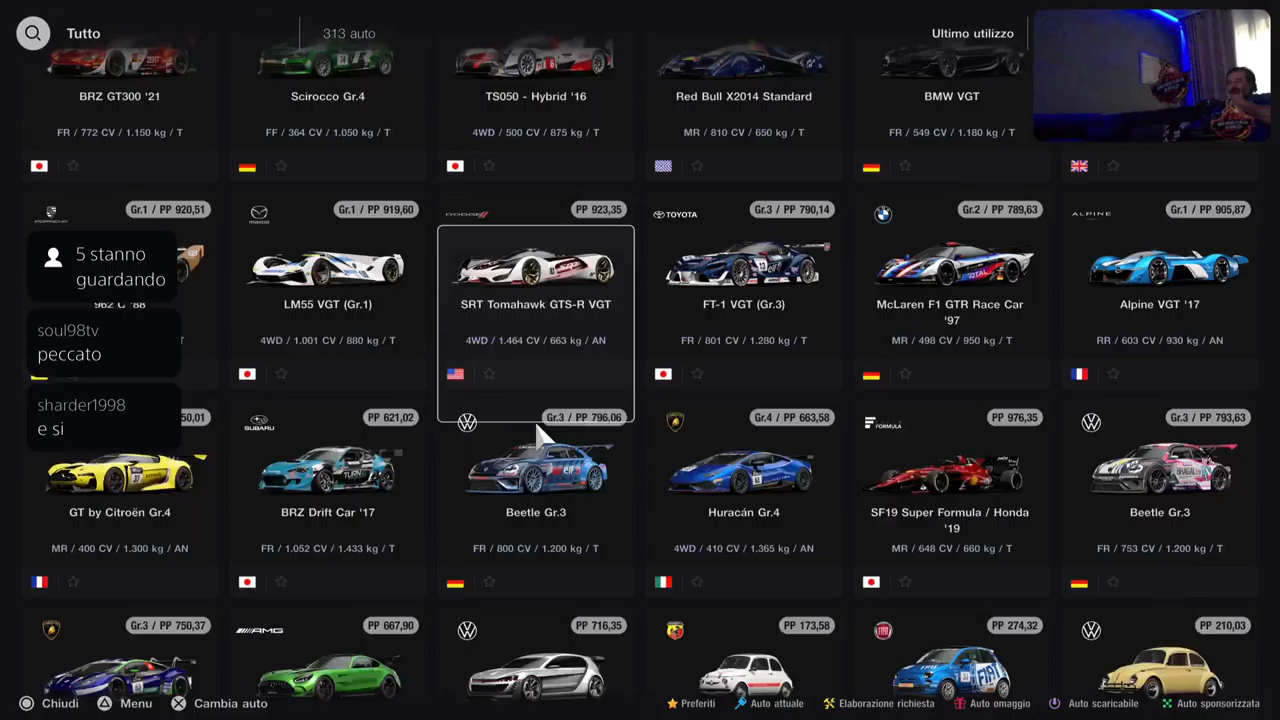 Tutto
313 auto
Ultimo utilizzo
BRZ GT300 '21
Scirocco Gr.4
TS050 - Hybrid '16
Red Bull X2014 Standard
BMW VGT
FR / 772 CV / 1.150 kg / T
FF / 364 CV / 1.050 kg / T
4WD / 500 CV / 875 kg / T
MR / 810 CV / 650 kg / T
FR / 549 CV / 1.180 kg / T
Gr.1 / PP 920,51
Gr.1 / PP 919,60
PP 923,35
TOYOTA
Gr.3 / PP 790,14
Gr.2 / PP 789,63
ALPINE
Gr.1 / PP 905,87
5 stanno
guardando
962 C '88
LM55 VGT (Gr.1)
SRT Tomahawk GTS-R VGT
FT-1 VGT (Gr.3)
McLaren F1 GTR Race Car
'97
Alpine VGT '17
soul98tv
peccato
4WD / 1.001 CV / 880 kg / T
4WD / 1.464 CV / 663 kg / AN
FR / 801 CV / 1.280 kg / T
MR / 498 CV / 950 kg / T
RR / 603 CV / 930 kg / AN
sharder1998
e si
50,01
SUBARU
PP 621,02
Gr.3 / PP 796,06
Gr.4 / PP 663,58
FORMULA
PP 976,35
Gr.3 / PP 793,63
GT by Citroën Gr.4
BRZ Drift Car '17
Beetle Gr.3
Huracán Gr.4
SF19 Super Formula / Honda
'19
Beetle Gr.3
MR / 400 CV / 1.300 kg / AN
FR / 1.052 CV / 1.433 kg / T
FR / 800 CV / 1.200 kg / T
4WD / 410 CV / 1.365 kg / AN
MR / 648 CV / 660 kg / T
FR / 753 CV / 1.200 kg / T
Gr.3 / PP 750,37
AMG
PP 667,90
PP 716,35
PP 173,58
PP 274,32
PP 210,03
Chiudi
Menu
Cambia auto
Preferiti
Auto attuale
Elaborazione richiesta
Auto omaggio
Auto scaricabile
Auto sponsorizzata